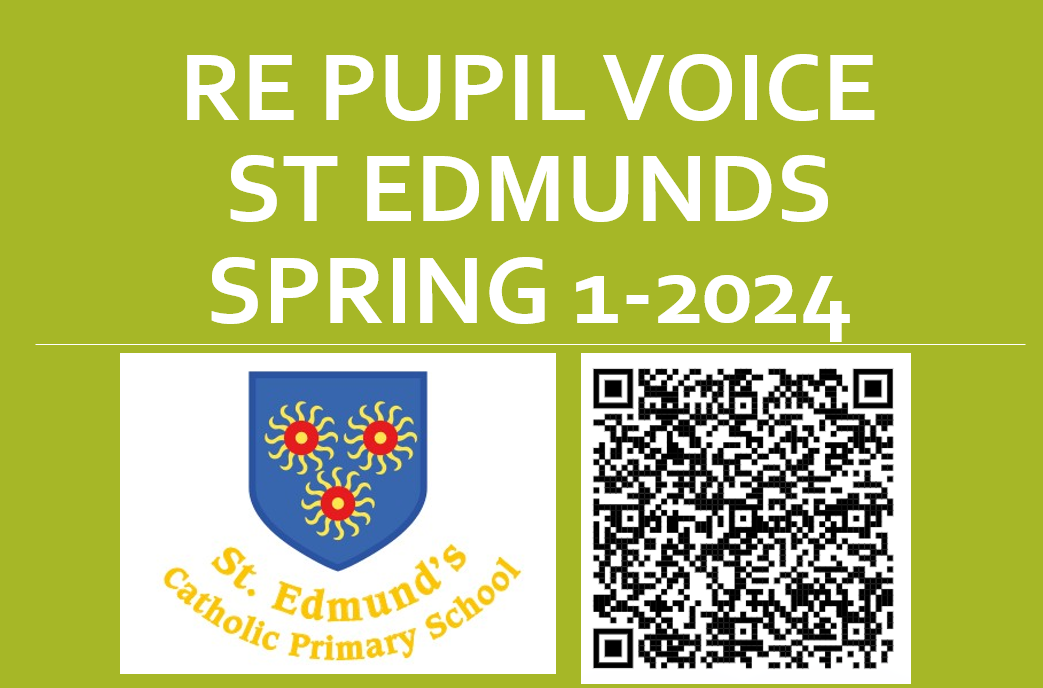 RE PUPIL VOICE
ST EDMUNDS
SPRING 1-2024
St. Edmund's
Catholic Primary School